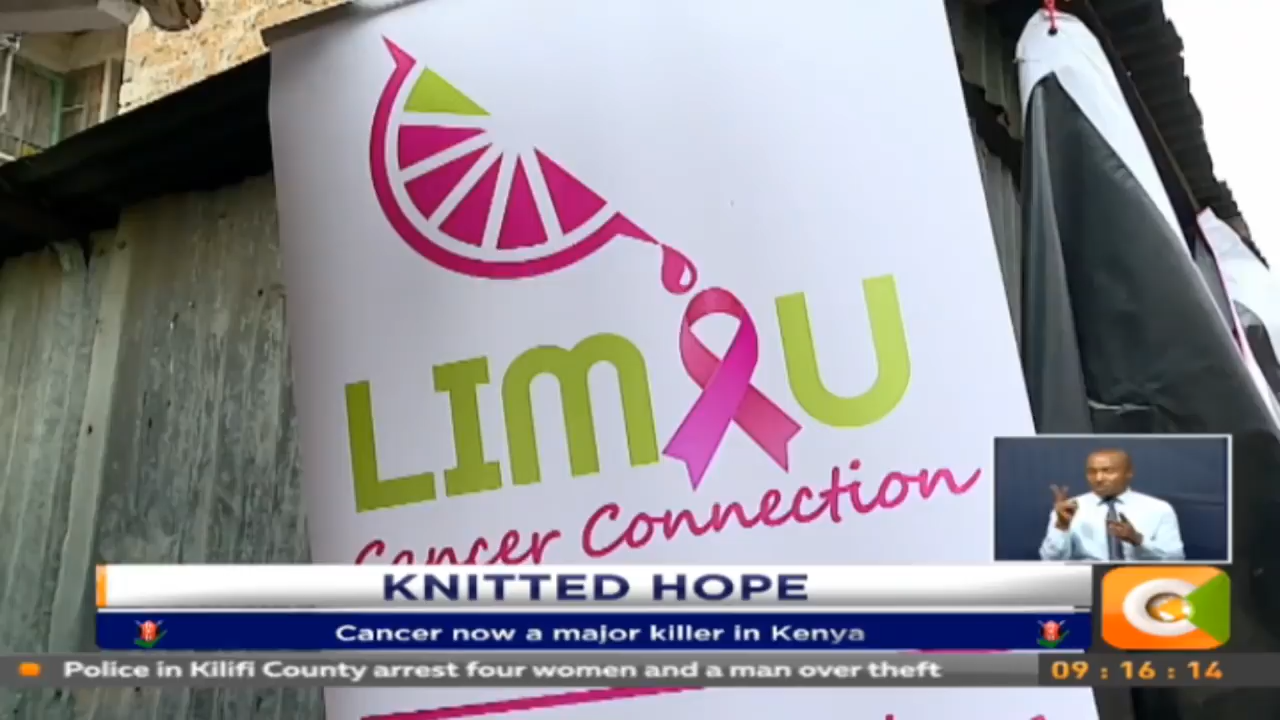 LIMAU
Cancer Connection
KNITTED HOPE
Cancer now a major killer in Kenya
Police in Kilifi County arrest four women and a man over theft
09 : 16 : 14